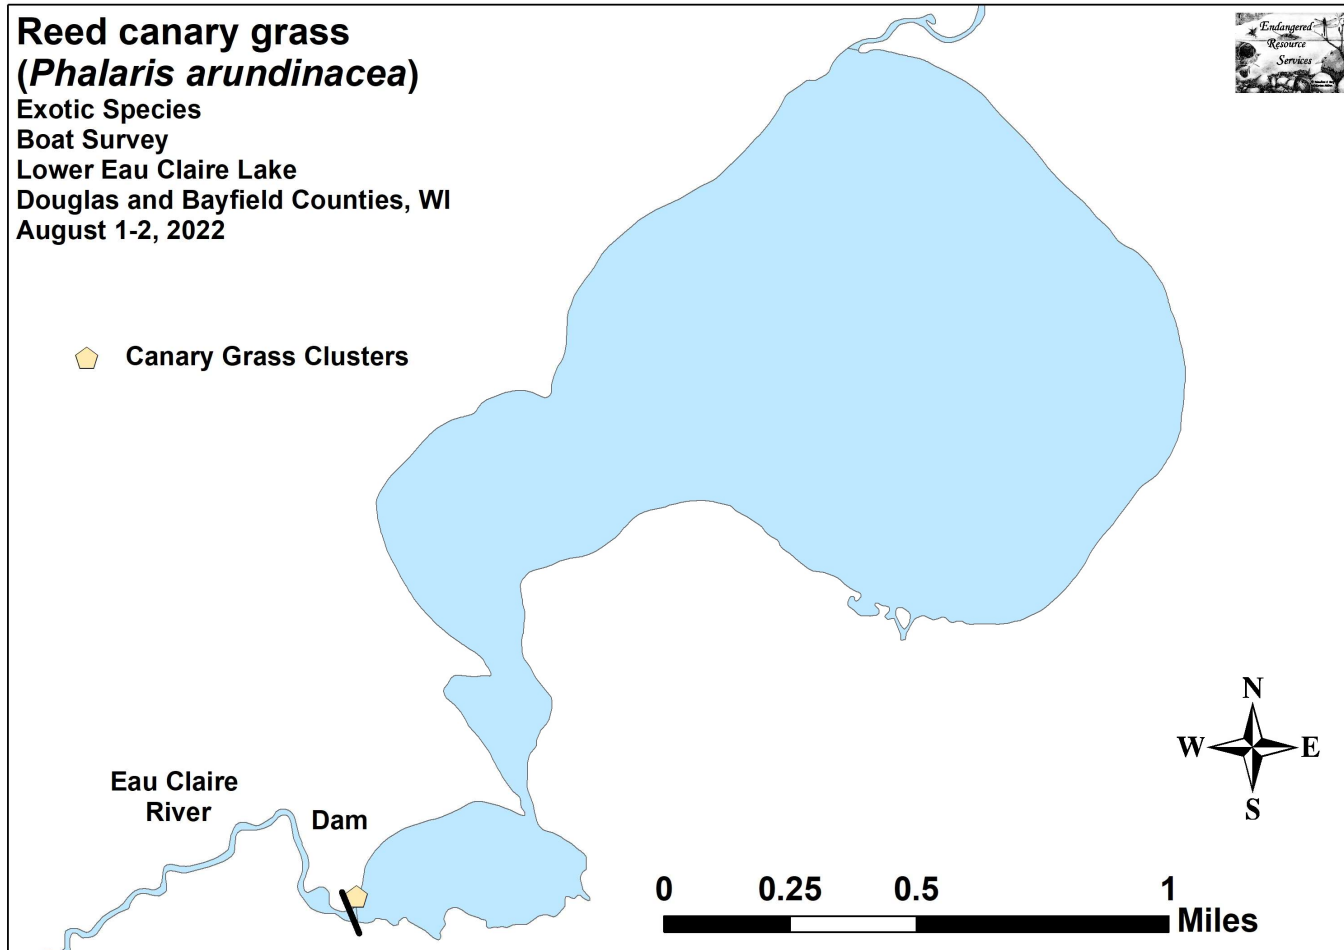 Reed canary grass
(Phalaris arundinacea)
Exotic Species
Boat Survey
Lower Eau Claire Lake
Douglas and Bayfield Counties, WI
August 1-2, 2022
Endangered
Resource
Services
Canary Grass Clusters
N
W E
S
Eau Claire
River
Dam
0 0.25 0.5 1
Miles